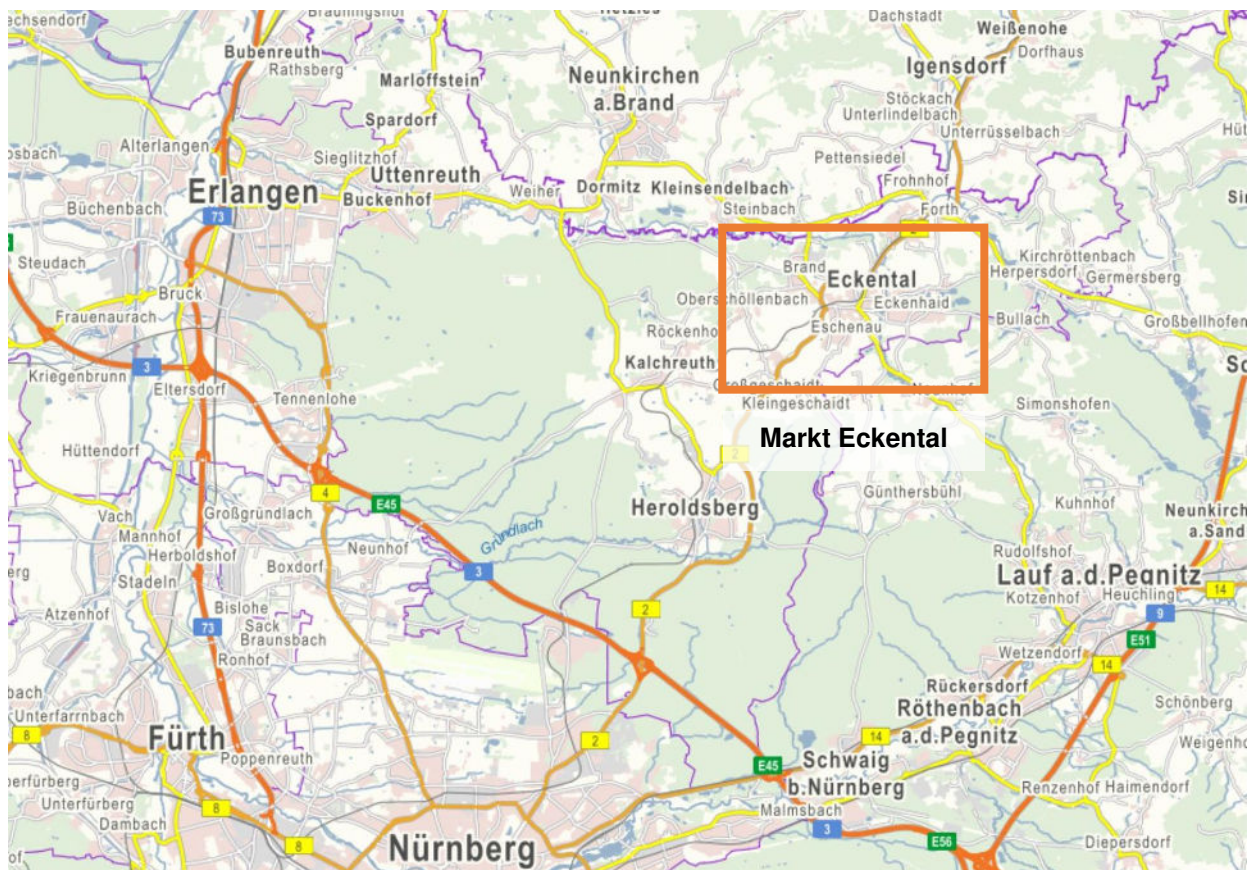 Dachstadt
Weißenohe
Dorfhaus
Bubenreuth
Rathsberg
Marloffstein
Neunkirchen
a.Brand
Igensdorf
Stöckach
Unterlindelbach
Spardorf
Unterrüsselbach
Alterlangen
Sieglitzhof
Uttenreuth
Pettensiedel
Erlangen
Buckenhof
Weiher
Dormitz
Kleinsendelbach
Frohnhof
Büchenbach
73
Steinbach
Forth
Steudach
Brand
Eckental
Kirchröttenbach
Herpersdorf
Germersberg
Bruck
Oberschöllenbach
Eckenhaid
Frauenaurach
Eschenau
Bullach
Großbellhofen
Kalchreuth
3
Kriegenbrunn
Eltersdorf
Tennenlohe
Großgeschaidt
Kleingeschaidt
Neunhof
Simonshofen
Markt Eckental
Hüttendorf
2
4
E45
Günthersbühl
Kuhnhof
Vach
Großgründlach
Heroldsberg
a.Sand
Mannhof
Gründlach
Herboldshof
Neunhof
Boxdorf
Rudolfshof
Stadeln
3
Lauf a.d.Pegnitz
Kotzenhof
Heuchling
14
Atzenhof
Bislohe
2
9
73
Sack
Braunsbach
E51
Ronhof
Wetzendorf
14
Rückersdorf
Schönberg
Unterfarrnbach
Röthenbach
a.d.Pegnitz
8
Fürth
2
14
Poppenreuth
E45
Schwaig
b.Nürnberg
Renzenhof
Haimendorf
Unterfürberg
8
Malmsbach
Dambach
3
8
Nürnberg
E56
Diepersdorf